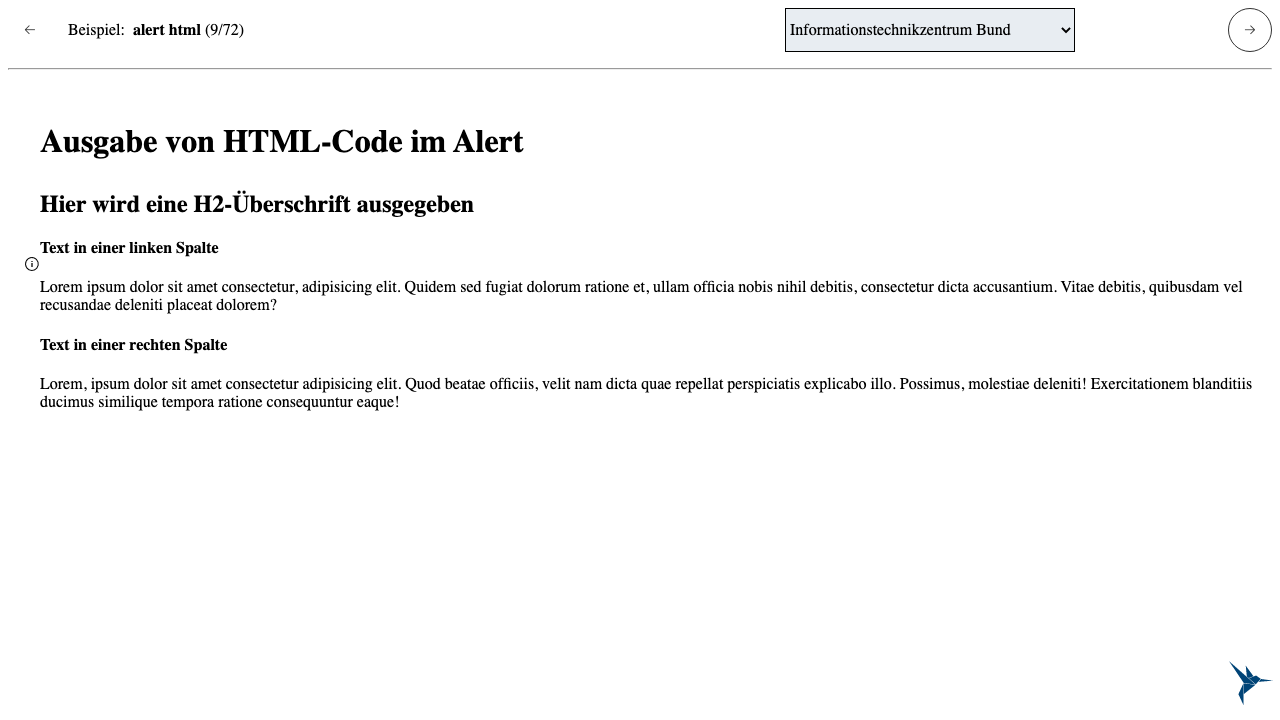 Beispiel: alert html (9/72)
Informationstechnikzentrum Bund
Ausgabe von HTML-Code im Alert
Hier wird eine H2-Überschrift ausgegeben
Text in einer linken Spalte
Lorem ipsum dolor sit amet consectetur, adipisicing elit. Quidem sed fugiat dolorum ratione et, ullam officia nobis nihil debitis, consectetur dicta accusantium. Vitae debitis, quibusdam vel
recusandae deleniti placeat dolorem?
Text in einer rechten Spalte
Lorem, ipsum dolor sit amet consectetur adipisicing elit. Quod beatae officiis, velit nam dicta quae repellat perspiciatis explicabo illo. Possimus, molestiae deleniti! Exercitationem blanditiis
ducimus similique tempora ratione consequuntur eaque!